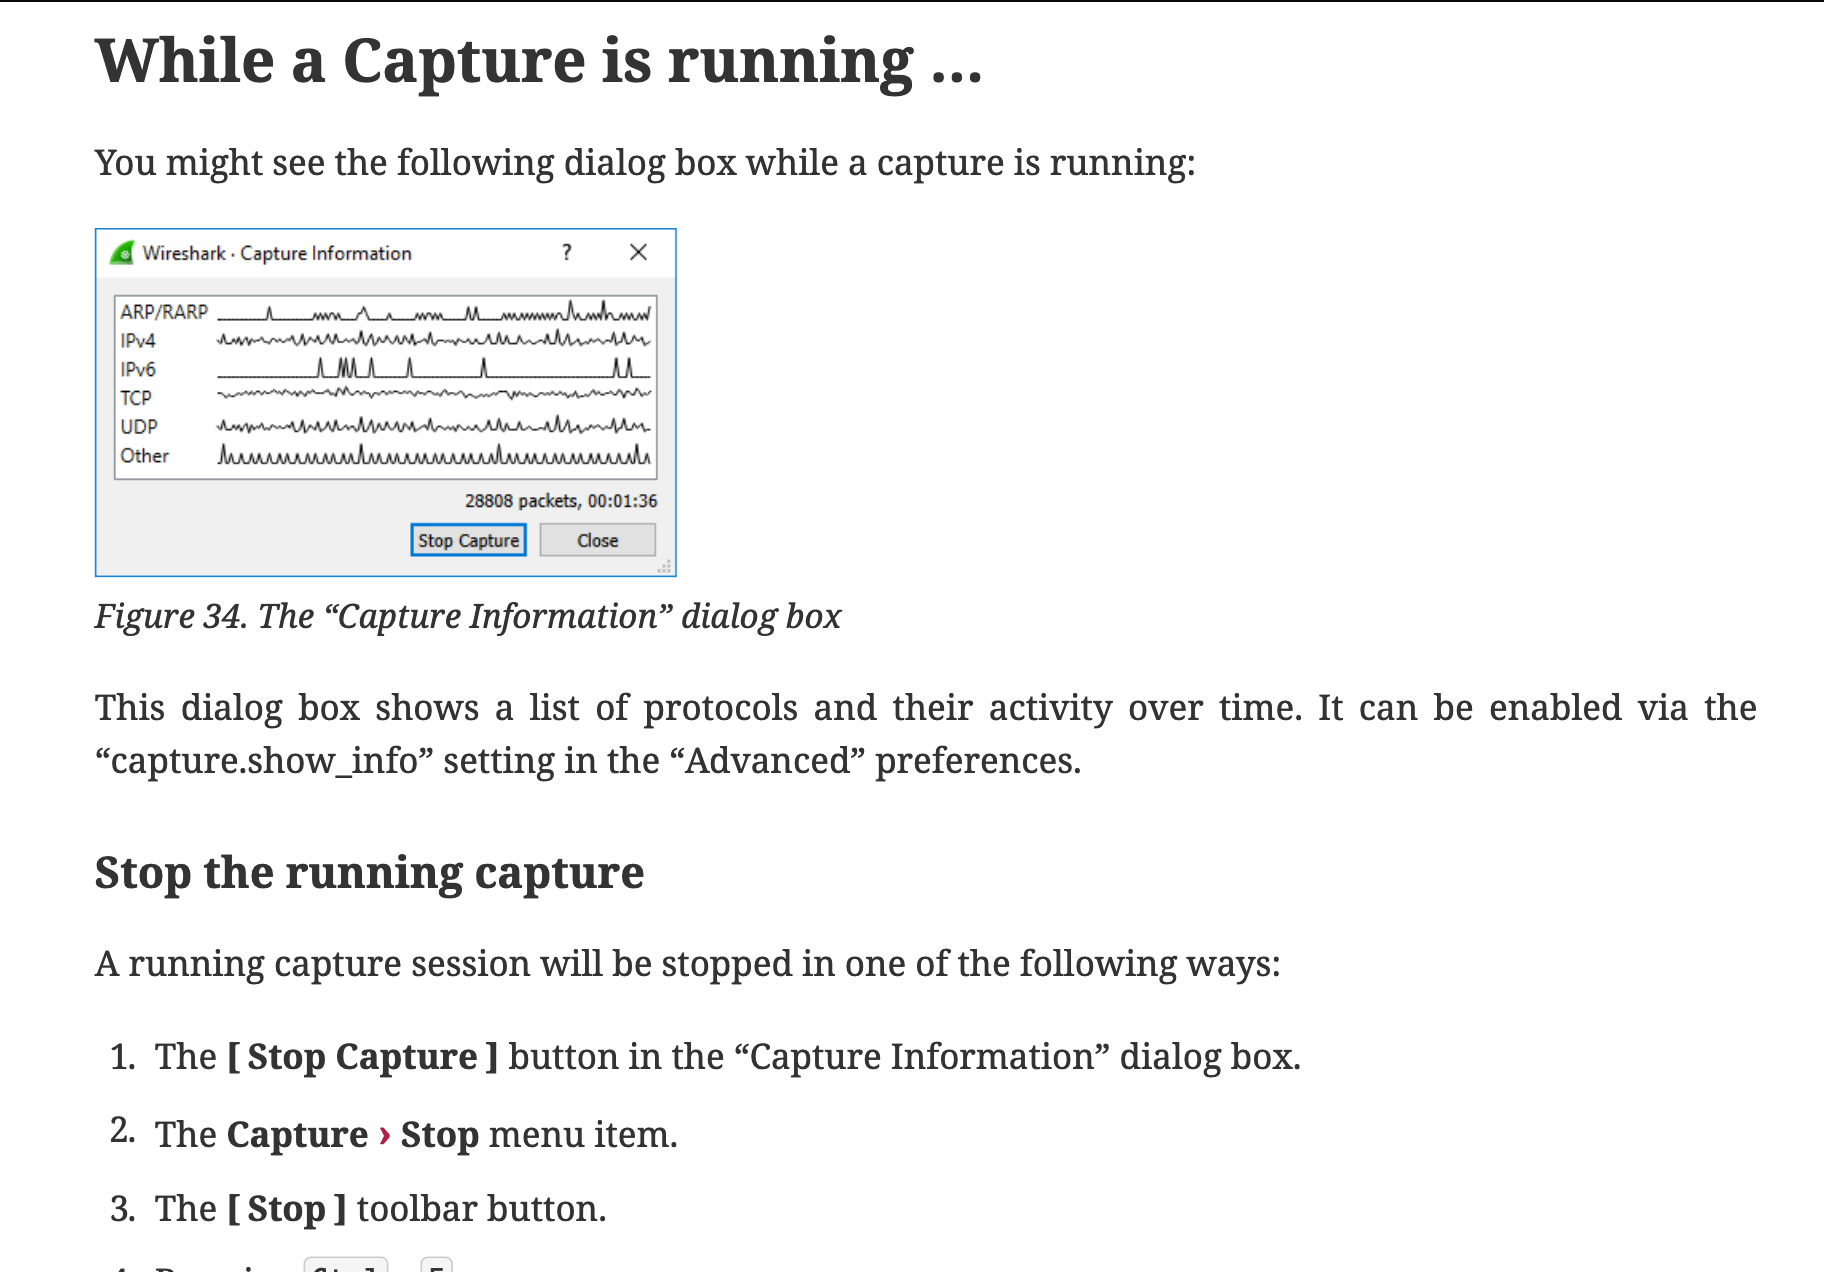 While a Capture is running …
You might see the following dialog box while a capture is running:
Wireshark · Capture Information ?
ARP/RARP
IPv4
IPv6
TCP
UDP
Other
28808 packets, 00:01:36
Stop Capture Close
Figure 34. The “Capture Information” dialog box
This dialog box shows a list of protocols and their activity over time. It can be enabled via the
“capture.show_info” setting in the “Advanced” preferences.
Stop the running capture
A running capture session will be stopped in one of the following ways:
1. The [ Stop Capture ] button in the “Capture Information” dialog box.
2. The Capture › Stop menu item.
3. The [ Stop ] toolbar button.